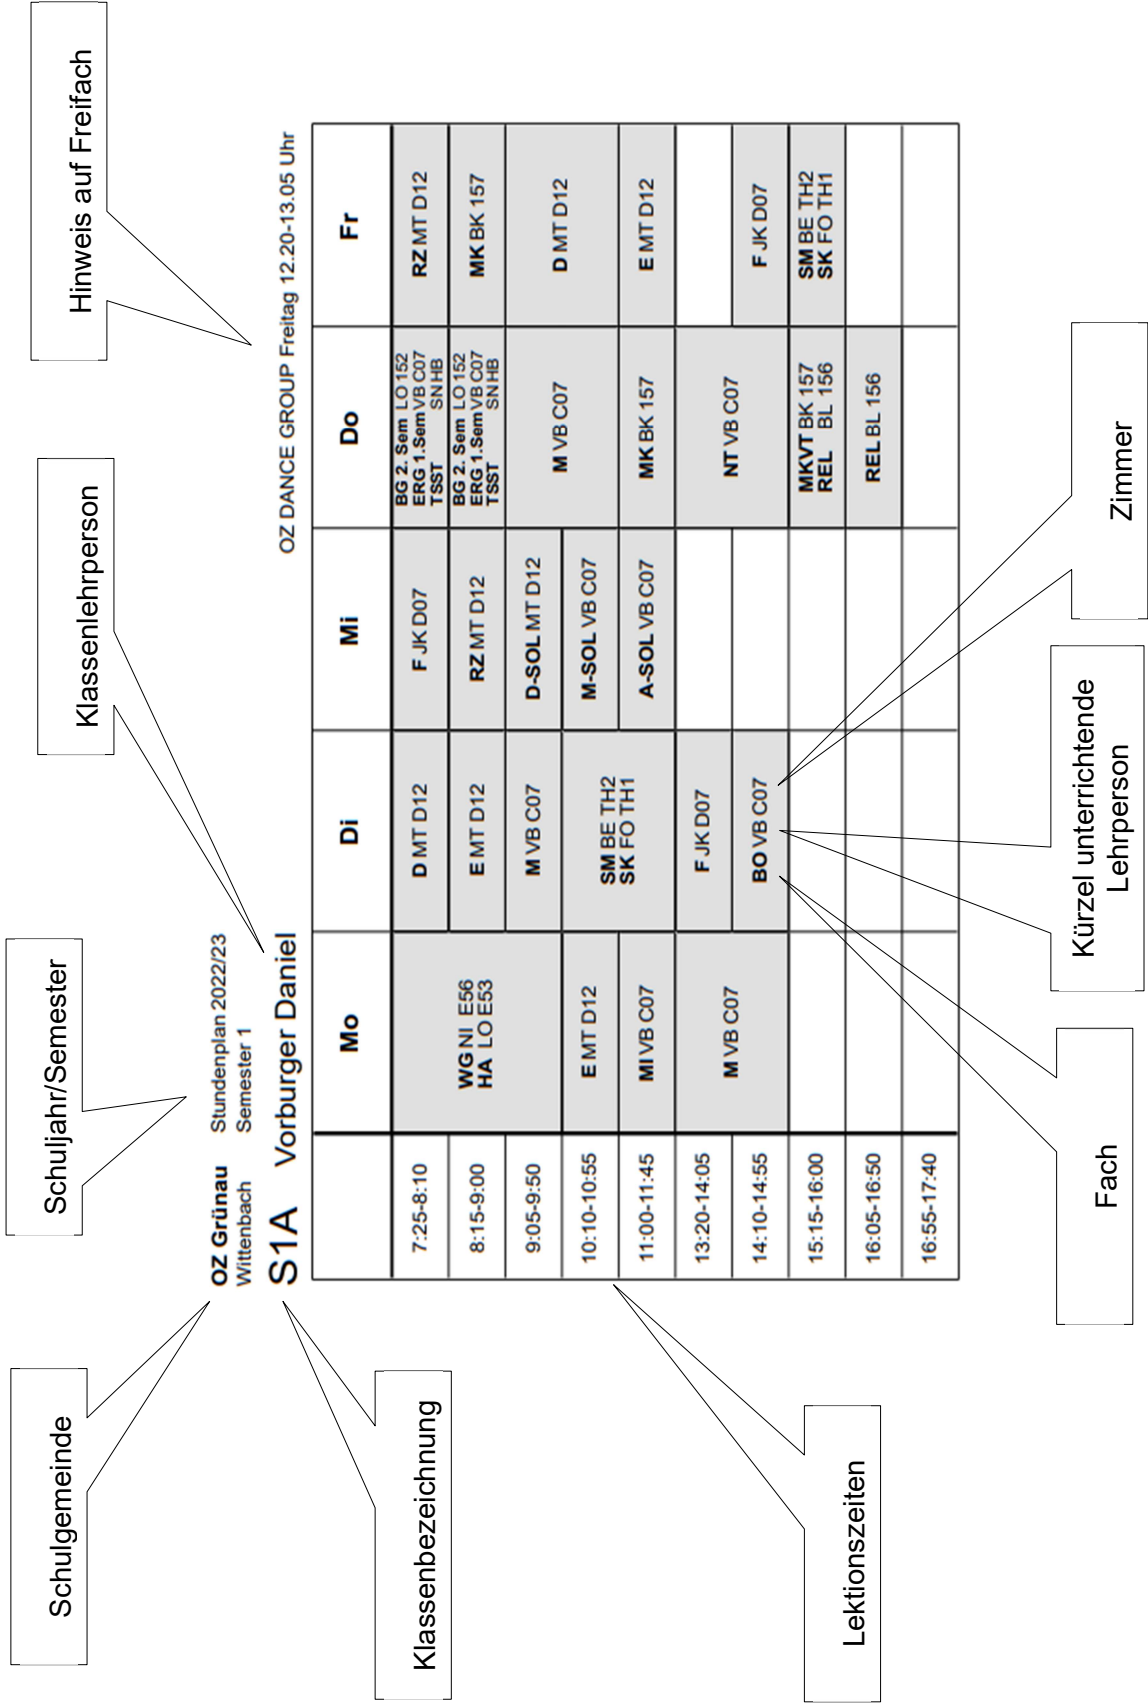 Schulgemeinde
Schuljahr/Semester
Klassenlehrperson
Hinweis auf Freifach
OZ Grünau Stundenplan 2022/23
Wittenbach Semester 1
S1A Vorburger Daniel
OZ DANCE GROUP Freitag 12.20-13.05 Uhr
Mo Di Mi Do Fr
7:25-8:10
8:15-9:00
9:05-9:50
10:10-10:55
11:00-11:45
13:20-14:05
14:10-14:55
15:15-16:00
16:05-16:50
16:55-17:40
WG NI E56
HA LO E53
E MT D12
MI VB C07
M VB C07
D MT D12
E MT D12
M VB C07
SM BE TH2
SK FO TH1
F JK D07
BO VB C07
F JK D07
RZ MT D12
D-SOL MT D12
M-SOL VB C07
A-SOL VB C07
BG 2. Sem LO 152
ERG 1.Sem VB C07
TSST SN HB
BG 2. Sem LO 152
ERG 1.Sem VB C07
TSST SN HB
M VB C07
MK BK 157
NT VB C07
MKVT BK 157
REL BL 156
REL BL 156
RZ MT D12
MK BK 157
D MT D12
E MT D12
F JK D07
SM BE TH2
SK FO TH1
Klassenbezeichnung
Lektionszeiten
Fach
Kürzel unterrichtende
Lehrperson
Zimmer